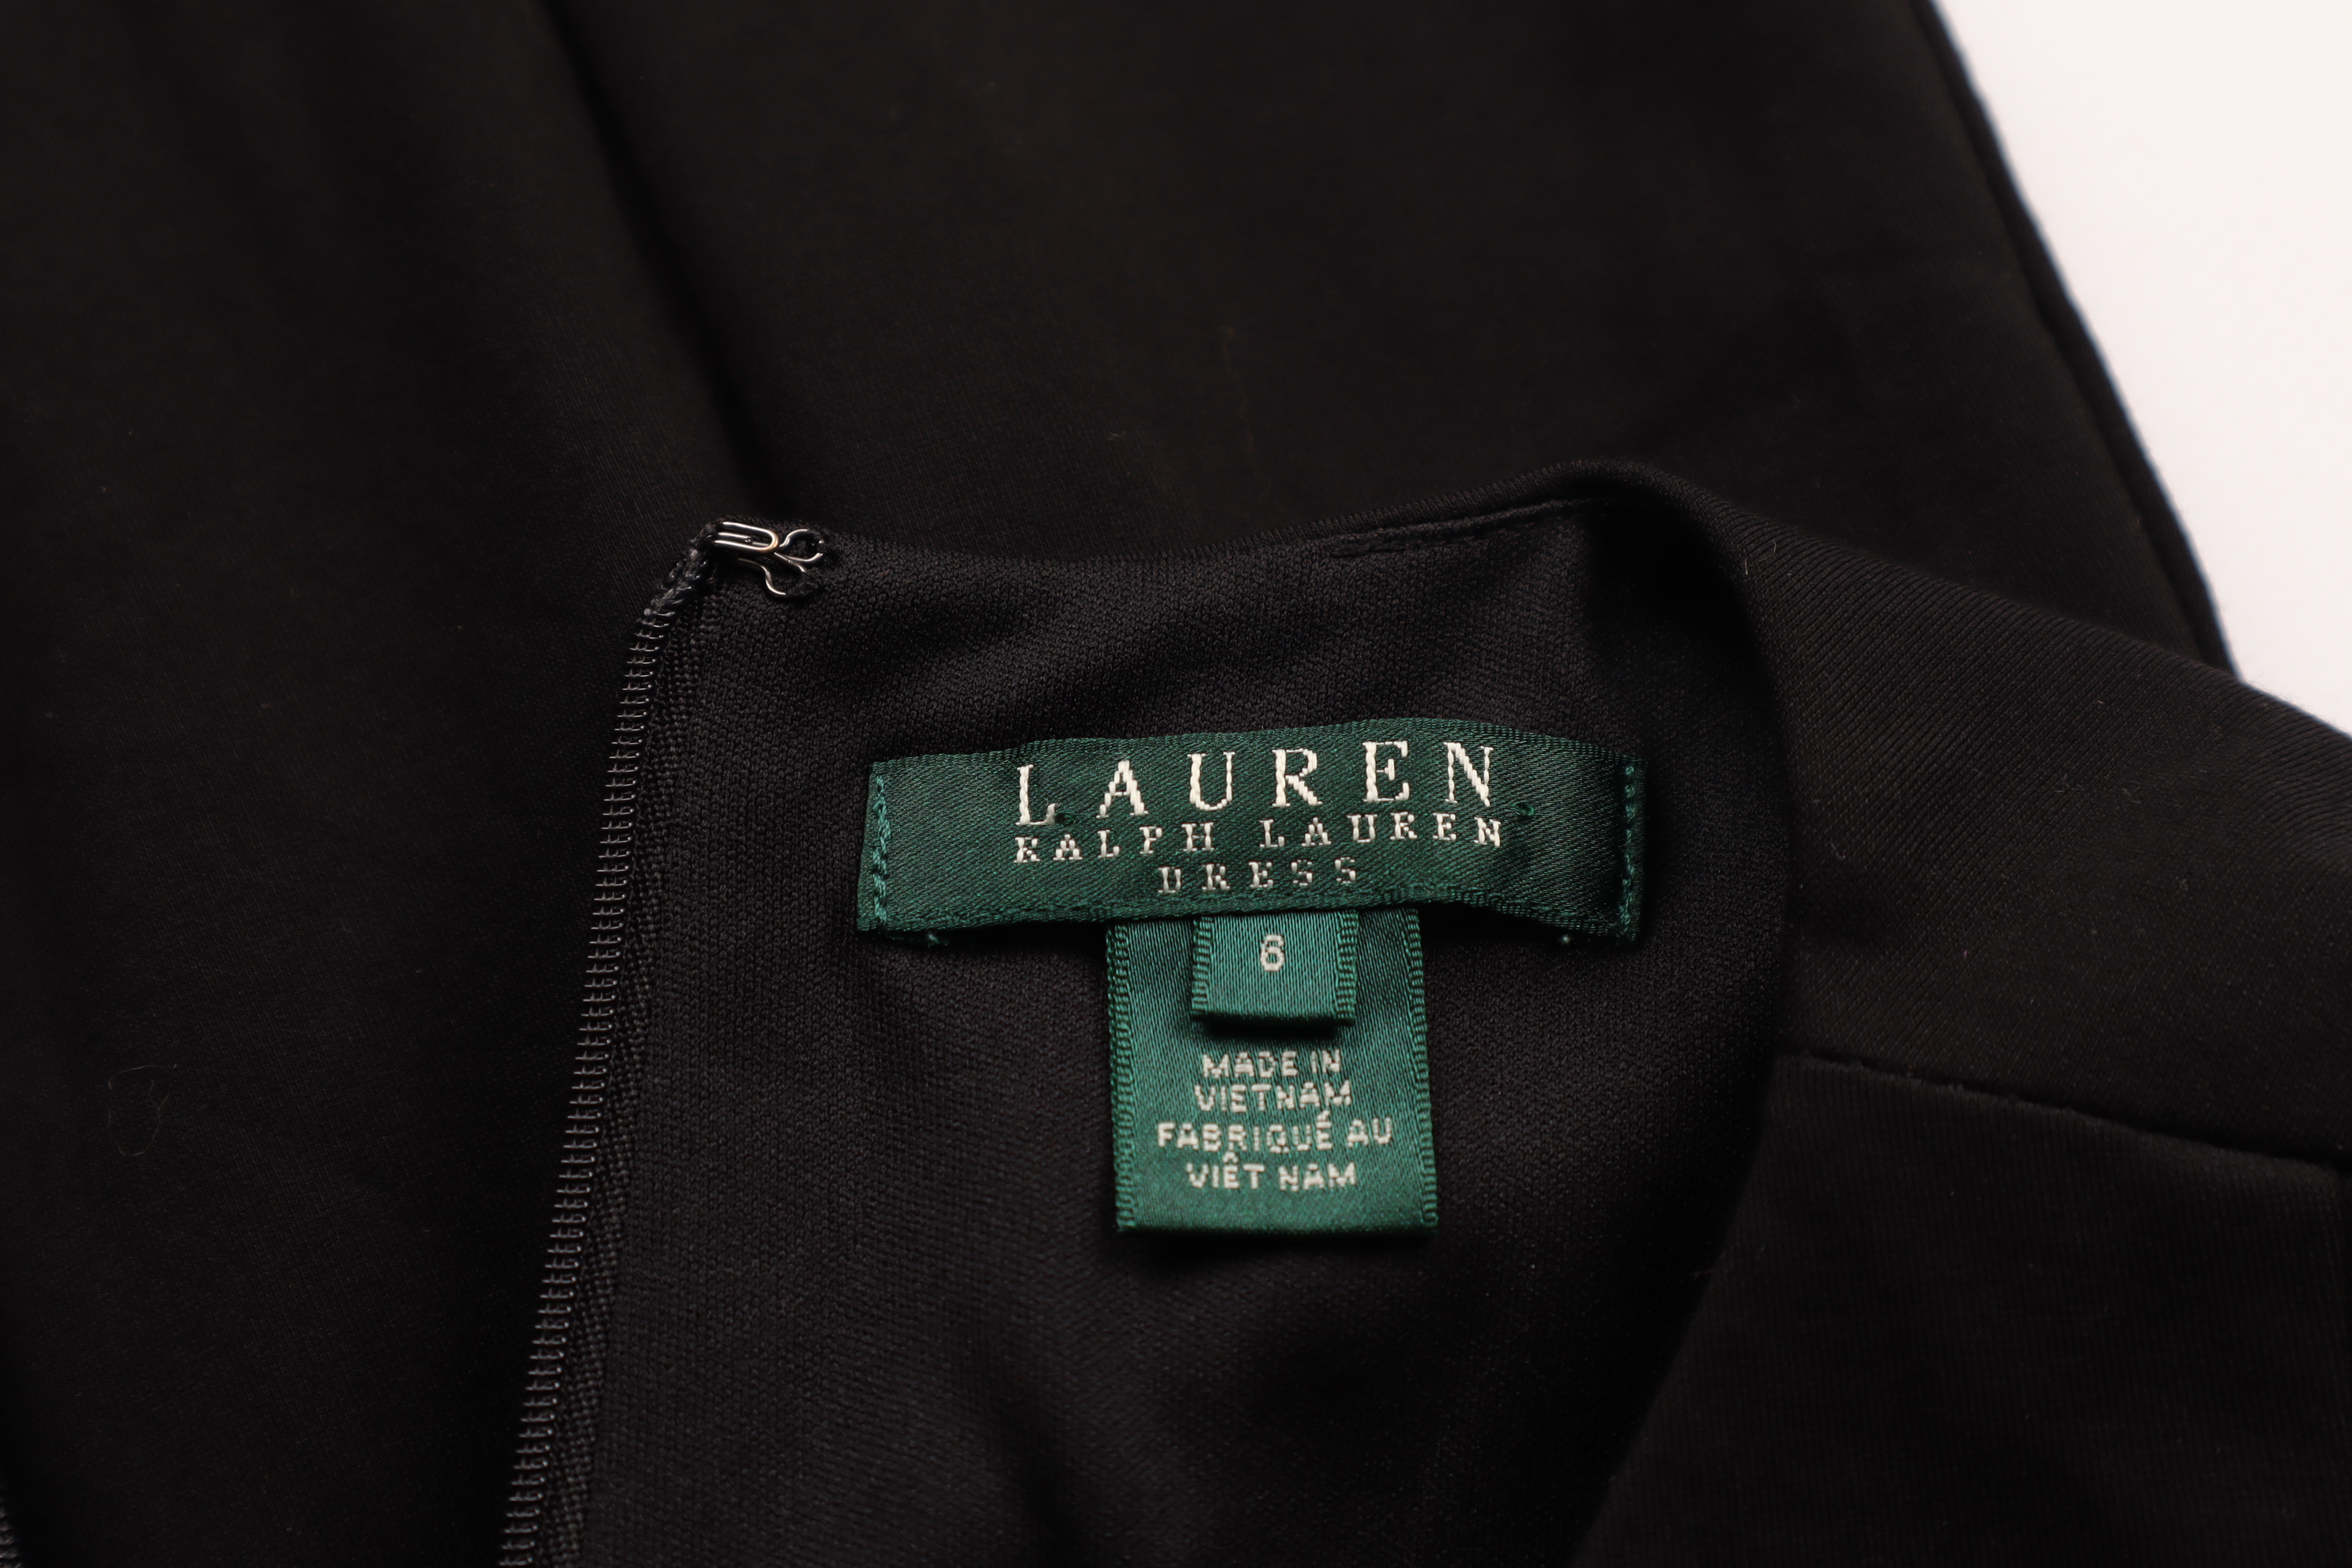 LAUREN
RALPH LAUREN
DRESS
6
MADE IN
VIETNAM
FABRIQUÉ AU
VIÊT NAM